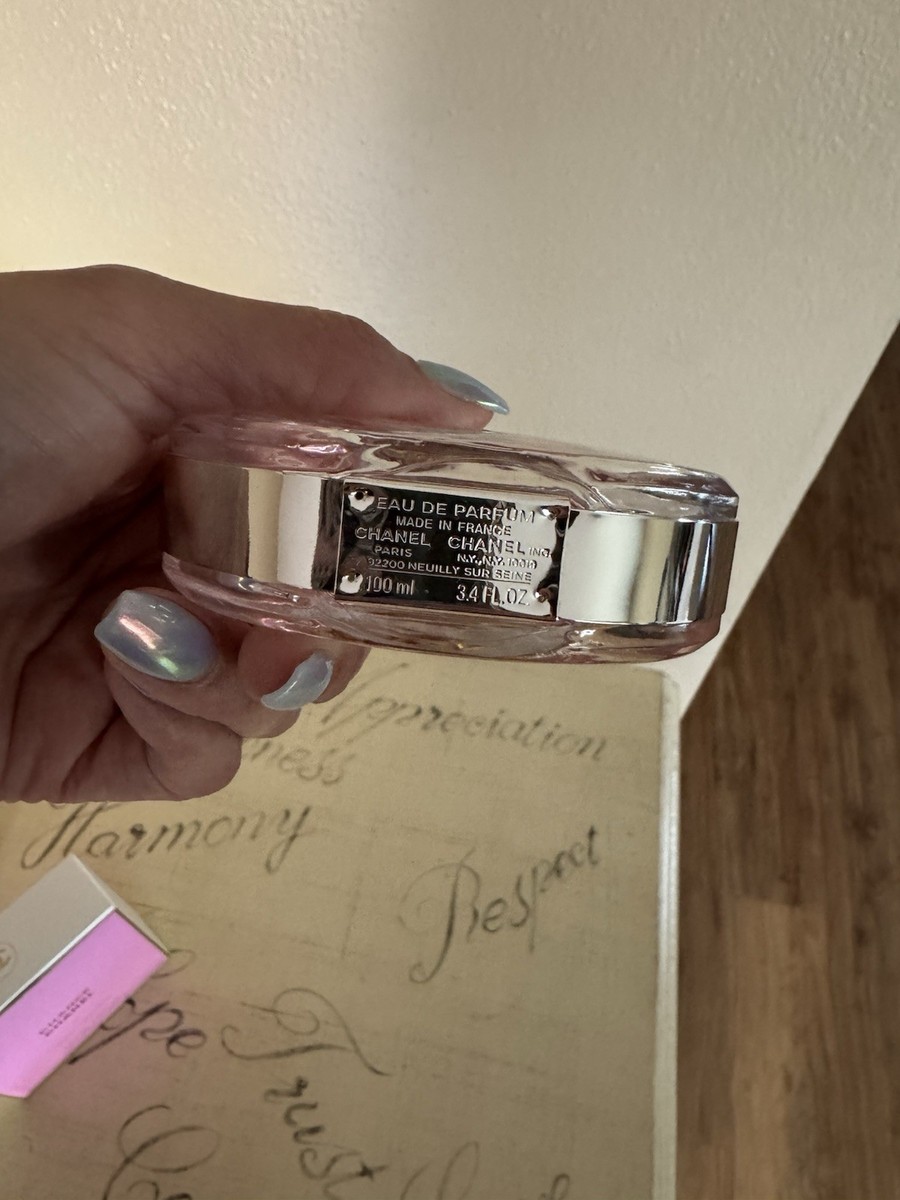 EAU DE PARFUM
MADE IN FRANCE
CHANEL CHANEL INC
PARIS N.Y., N.Y. 10019
92200 NEUILLY SUR SEINE
100 ml 3.4 FL.OZ.
Appreciation
Harmony
Respect
Trust
CHANEL